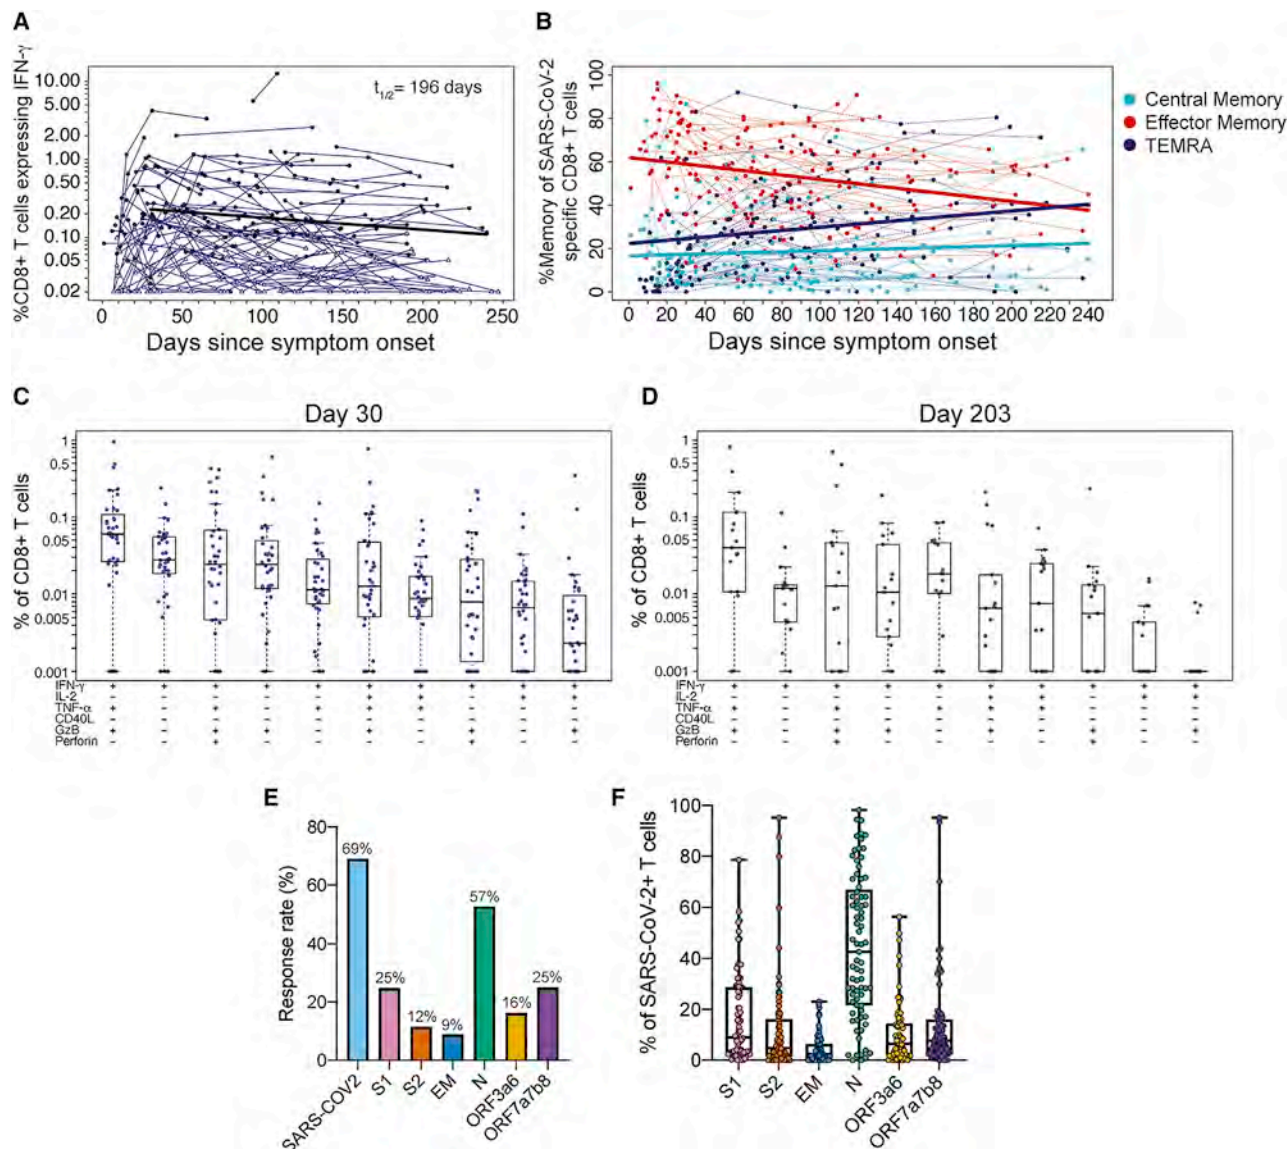 A
%CD8+ T cells expressing IFN-γ
10.00
5.00
2.00
1.00
0.50
0.20
0.10
0.05
0.02
t1/2= 196 days
0 50 100 150 200 250
Days since symptom onset
B
%Memory of SARS-CoV-2
specific CD8+ T cells
100
80
60
40
20
0
0 20 40 60 80 100 120 140 160 180 200 220 240
Days since symptom onset
Central Memory
Effector Memory
TEMRA
C
Day 30
% of CD8+ T cells
1
0.5
0.1
0.05
0.01
0.005
0.001
IFN-γ
IL-2
TNF-α
CD40L
GzB
Perforin
D
Day 203
% of CD8+ T cells
1
0.5
0.1
0.05
0.01
0.005
0.001
IFN-γ
IL-2
TNF-α
CD40L
GzB
Perforin
E
Response rate (%)
80
60
40
20
0
69%
25%
12%
9%
57%
16%
25%
SARS-COV2
S1
S2
EM
N
ORF3a6
ORF7a7b8
F
% of SARS-CoV-2+ T cells
100
80
60
40
20
0
S1
S2
EM
N
ORF3a6
ORF7a7b8